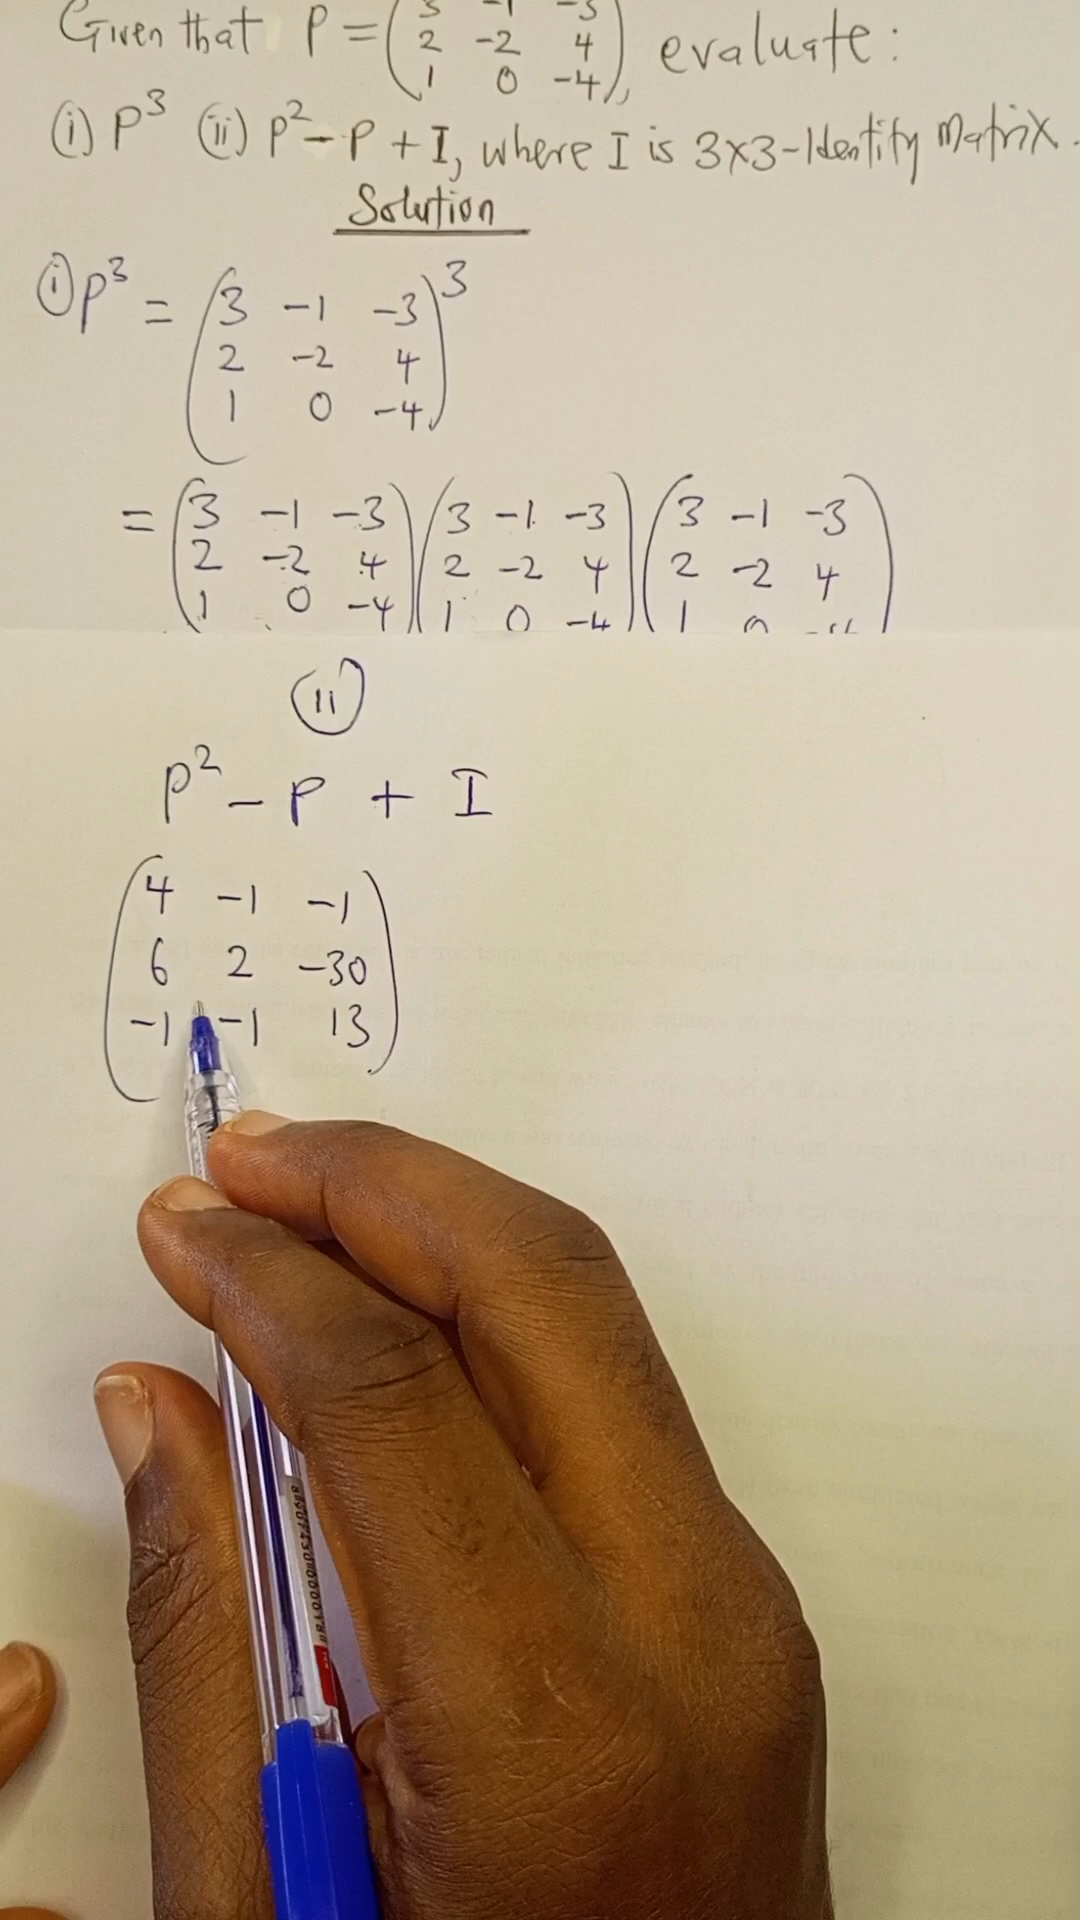 Given that P = (3 -1 -3
2 -2 4
1 0 -4), evaluate:
(i) P³ (ii) P² - P + I, where I is 3x3-Identity Matrix.
Solution
(i) P³ = (3 -1 -3)³
2 -2 4
1 0 -4
= (3 -1 -3) (3 -1 -3) (3 -1 -3)
2 -2 4 2 -2 4 2 -2 4
1 0 -4 1 0 -4 1 0
(ii)
P² - P + I
(4 -1 -1)
6 2 -30
-1 -1 13